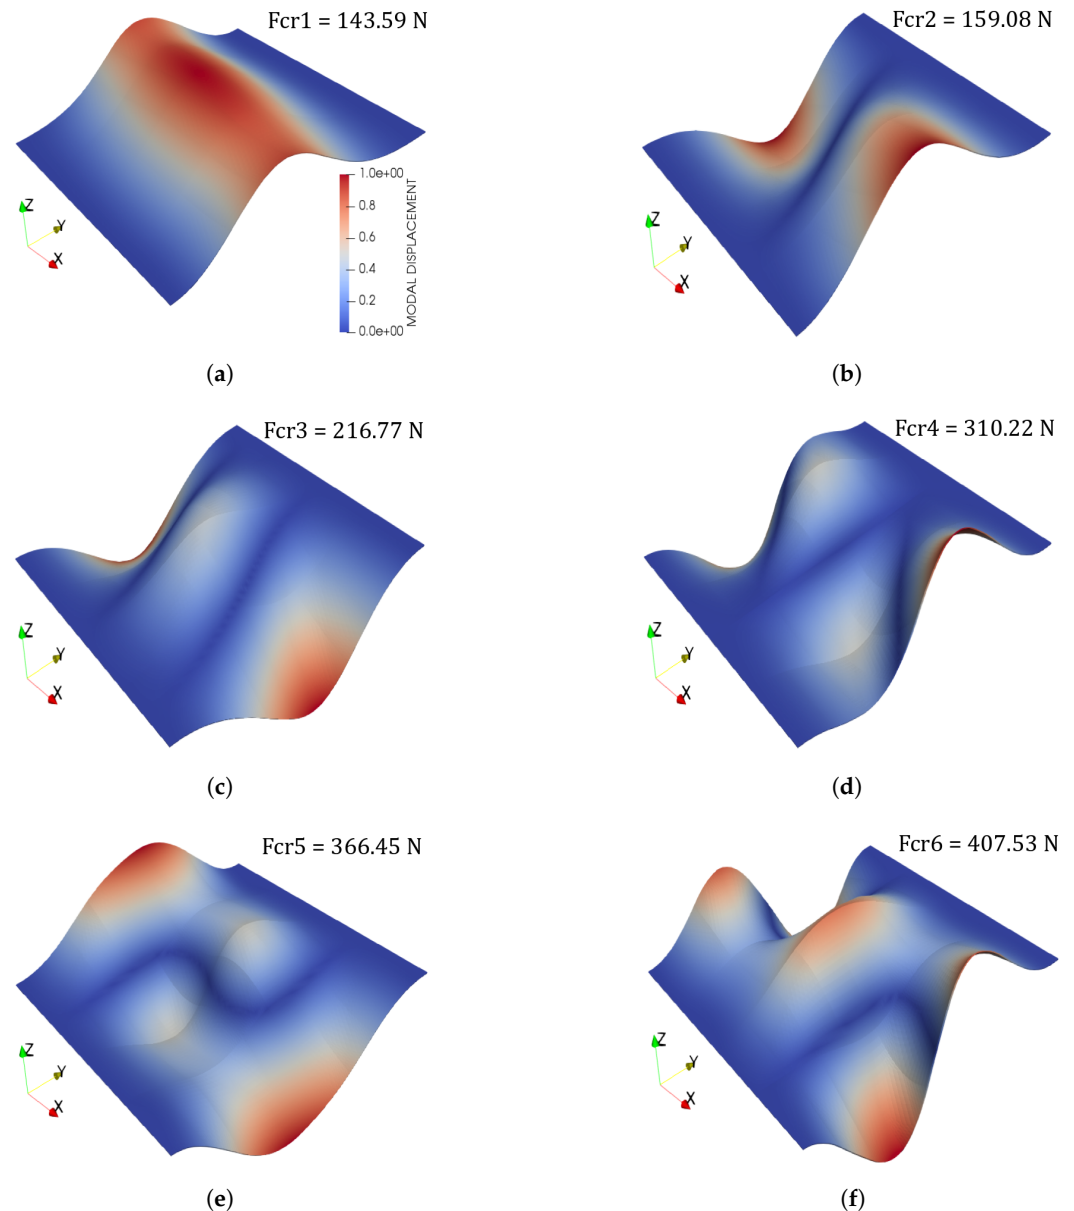 Fcr1 = 143.59 N
Fcr2 = 159.08 N
1.0e+00
0.8
0.6
0.4
0.2
0.0e+00
MODAL DISPLACEMENT
Z
Y
X
Z
Y
X
(a)
(b)
Fcr3 = 216.77 N
Fcr4 = 310.22 N
Z
Y
X
Z
Y
X
(c)
(d)
Fcr5 = 366.45 N
Fcr6 = 407.53 N
Z
Y
X
Z
Y
X
(e)
(f)